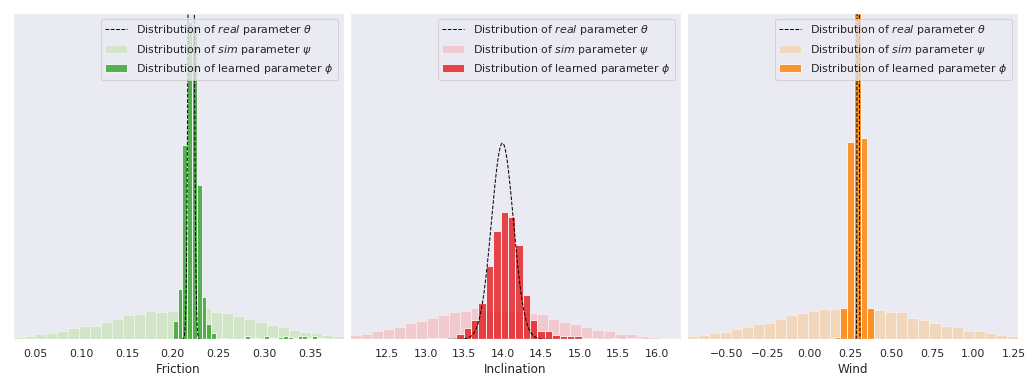 Distribution of real parameter θ
Distribution of sim parameter ψ
Distribution of learned parameter ϕ
0.05 0.10 0.15 0.20 0.25 0.30 0.35
Friction
Distribution of real parameter θ
Distribution of sim parameter ψ
Distribution of learned parameter ϕ
12.5 13.0 13.5 14.0 14.5 15.0 15.5 16.0
Inclination
Distribution of real parameter θ
Distribution of sim parameter ψ
Distribution of learned parameter ϕ
−0.50 −0.25 0.00 0.25 0.50 0.75 1.00 1.25
Wind